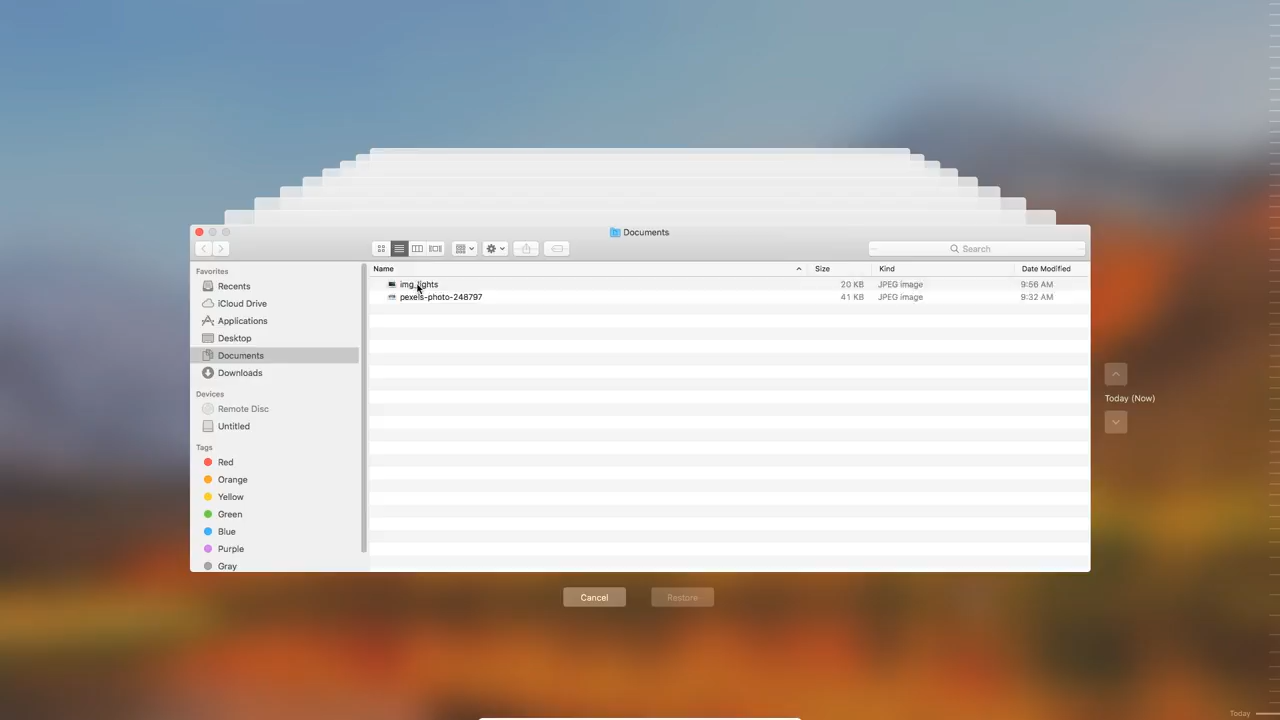 Documents
Search
Favorites
Recents
iCloud Drive
Applications
Desktop
Documents
Downloads
Devices
Remote Disc
Untitled
Tags
Red
Orange
Yellow
Green
Blue
Purple
Gray
Name Size Kind Date Modified
img_lights 20 KB JPEG image 9:56 AM
pexels-photo-248797 41 KB JPEG image 9:32 AM
Today (Now)
Cancel Restore
Today